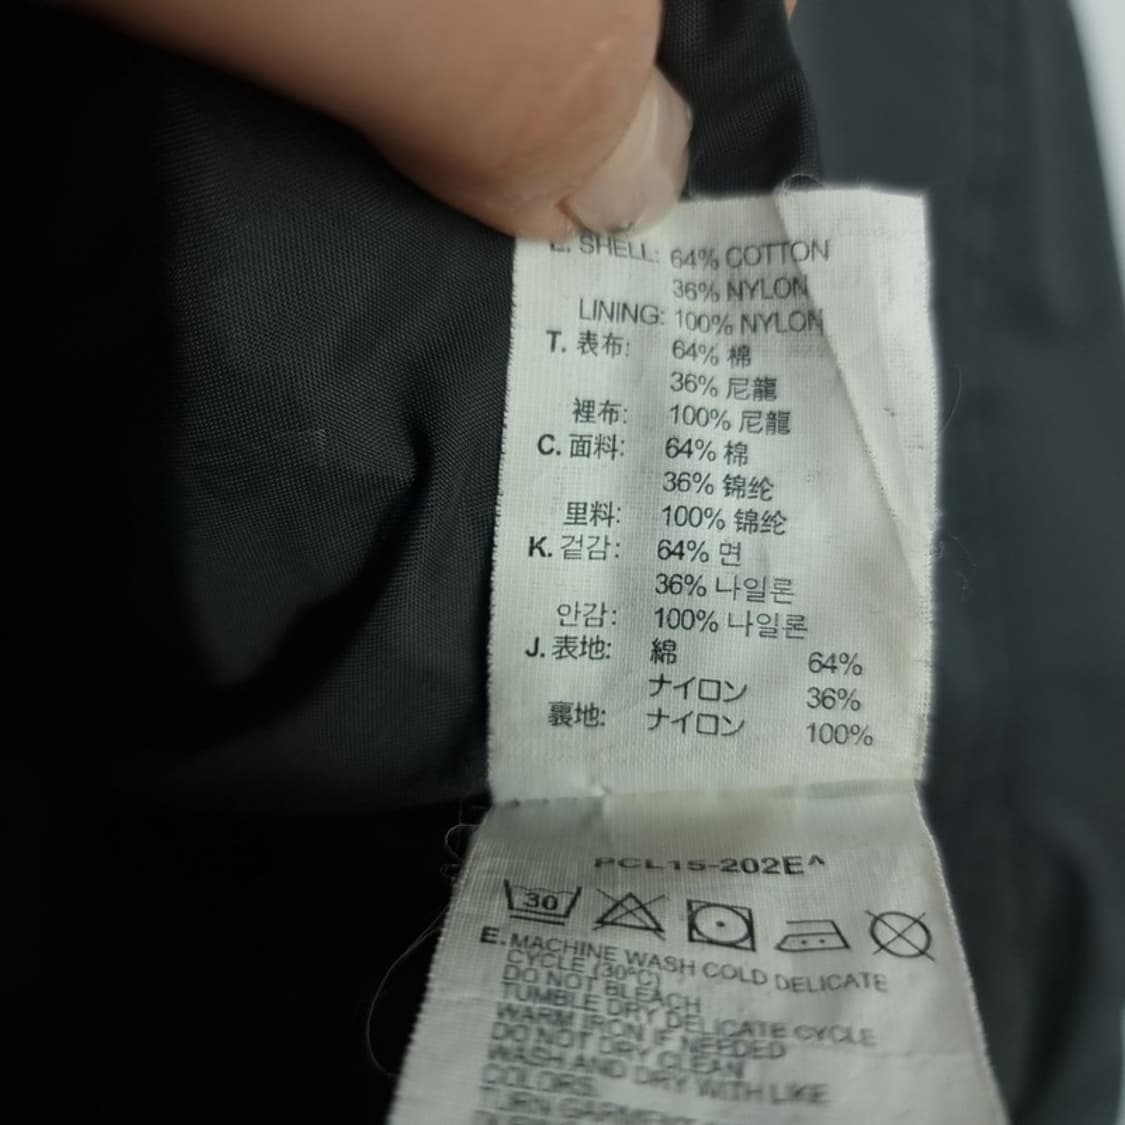 E. SHELL: 64% COTTON
36% NYLON
LINING: 100% NYLON
T. 表布: 64% 棉
36% 尼龍
裡布: 100% 尼龍
C. 面料: 64% 棉
36% 锦纶
里料: 100% 锦纶
K. 겉감: 64% 면
36% 나일론
안감: 100% 나일론
J. 表地: 綿 64%
ナイロン 36%
裏地: ナイロン 100%
PCL15-202E^
30
E. MACHINE WASH COLD DELICATE
CYCLE (30°C)
DO NOT BLEACH
TUMBLE DRY DELICATE CYCLE
WARM IRON IF NEEDED
DO NOT DRY CLEAN
WASH AND DRY WITH LIKE
COLORS.
TURN